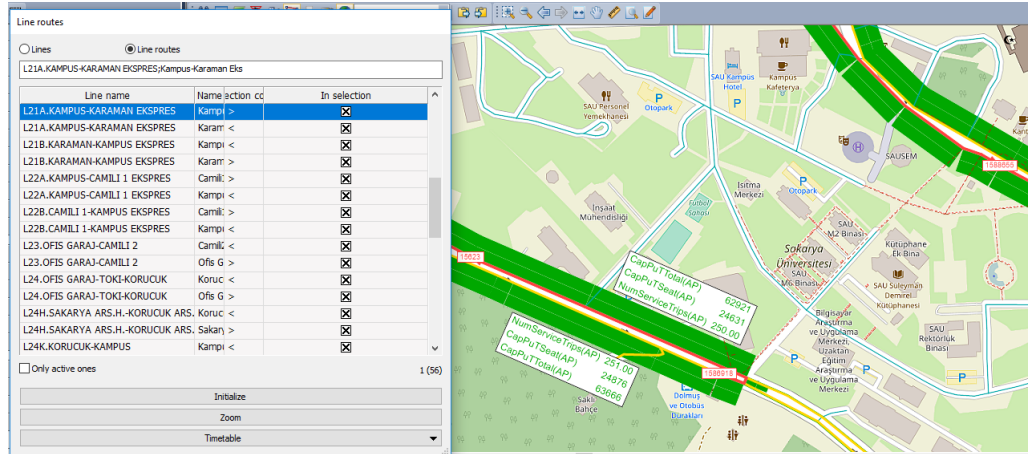 Line routes
Lines
Line routes
L21A.KAMPUS-KARAMAN EKSPRES;Kampus-Karaman Eks
Line name Name ection co In selection
L21A.KAMPUS-KARAMAN EKSPRES Kampu >
L21A.KAMPUS-KARAMAN EKSPRES Karam <
L21B.KARAMAN-KAMPUS EKSPRES Kampu <
L21B.KARAMAN-KAMPUS EKSPRES Karam >
L22A.KAMPUS-CAMILI 1 EKSPRES Camili: >
L22A.KAMPUS-CAMILI 1 EKSPRES Kampu <
L22B.CAMILI 1-KAMPUS EKSPRES Camili: >
L22B.CAMILI 1-KAMPUS EKSPRES Kampu <
L23.OFIS GARAJ-CAMILI 2 Camili2 <
L23.OFIS GARAJ-CAMILI 2 Ofis G >
L24.OFIS GARAJ-TOKI-KORUCUK Koruc <
L24.OFIS GARAJ-TOKI-KORUCUK Ofis G >
L24H.SAKARYA ARS.H.-KORUCUK ARS. Koruc <
L24H.SAKARYA ARS.H.-KORUCUK ARS. Sakary >
L24K.KORUCUK-KAMPUS Kampu <
Only active ones
1 (56)
Initialize
Zoom
Timetable
SAU Kampüs
Hotel
Kampus
Kafeterya
SAU Personel
Yemekhanesi
P
Otopark
P
H
SAUSEM
Kant
1588665
Isıtma
Merkezi
P
Otopark
İnşaat
Mühendisliği
Futbol
Sahası
SAU
M2 Binası
Sakarya
Üniversitesi
SAU
M6 Binası
Kütüphane
Ek Bina
SAU Suleyman
Demirel
Kütüphanesi
15623
CapPuTTotal(AP) 62921
CapPuTSeat(AP) 24631
NumServiceTrips(AP) 250.00
NumServiceTrips(AP) 251.00
CapPuTSeat(AP) 24876
CapPuTTotal(AP) 63666
1586918
Bilgisayar
Araştırma
ve Uygulama
Merkezi,
Uzaktan
Eğitim
Araştırma
ve Uygulama
Merkezi
SAU
Rektörlük
Binası
P
P
P
Saklı
Bahçe
Dolmuş
ve Otobüs
Durakları